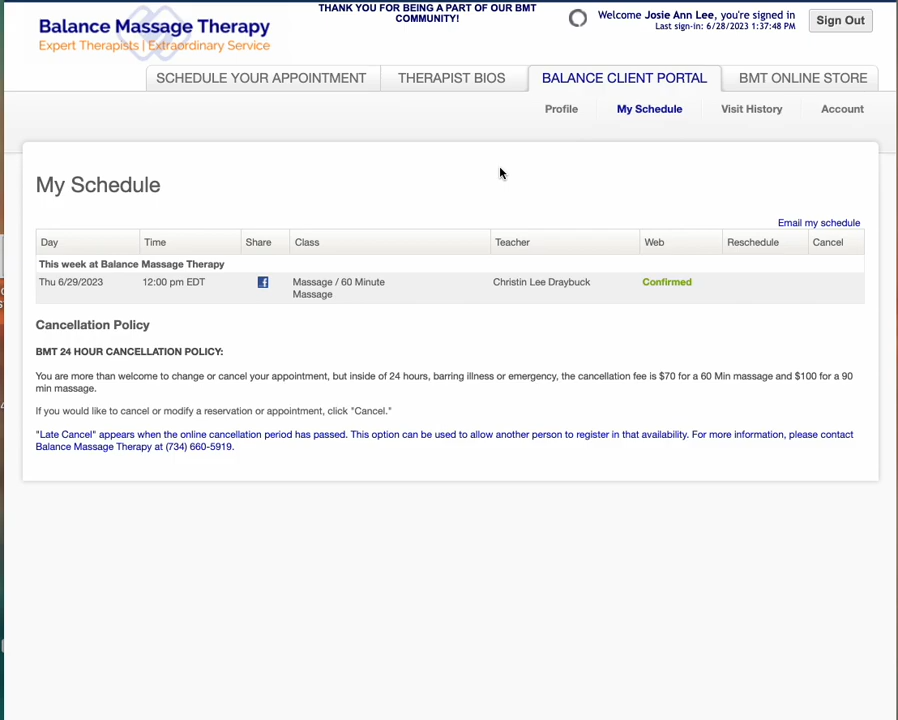 THANK YOU FOR BEING A PART OF OUR BMT
COMMUNITY!
Balance Massage Therapy
Expert Therapists | Extraordinary Service
Welcome Josie Ann Lee, you're signed in
Last sign-in: 6/28/2023 1:37:48 PM
Sign Out
SCHEDULE YOUR APPOINTMENT
THERAPIST BIOS
BALANCE CLIENT PORTAL
BMT ONLINE STORE
Profile
My Schedule
Visit History
Account
My Schedule
Email my schedule
Day Time Share Class Teacher Web Reschedule Cancel
This week at Balance Massage Therapy
Thu 6/29/2023 12:00 pm EDT Massage / 60 Minute Christin Lee Draybuck Confirmed
Massage
Cancellation Policy
BMT 24 HOUR CANCELLATION POLICY:
You are more than welcome to change or cancel your appointment, but inside of 24 hours, barring illness or emergency, the cancellation fee is $70 for a 60 Min massage and $100 for a 90
min massage.
If you would like to cancel or modify a reservation or appointment, click "Cancel."
"Late Cancel" appears when the online cancellation period has passed. This option can be used to allow another person to register in that availability. For more information, please contact
Balance Massage Therapy at (734) 660-5919.